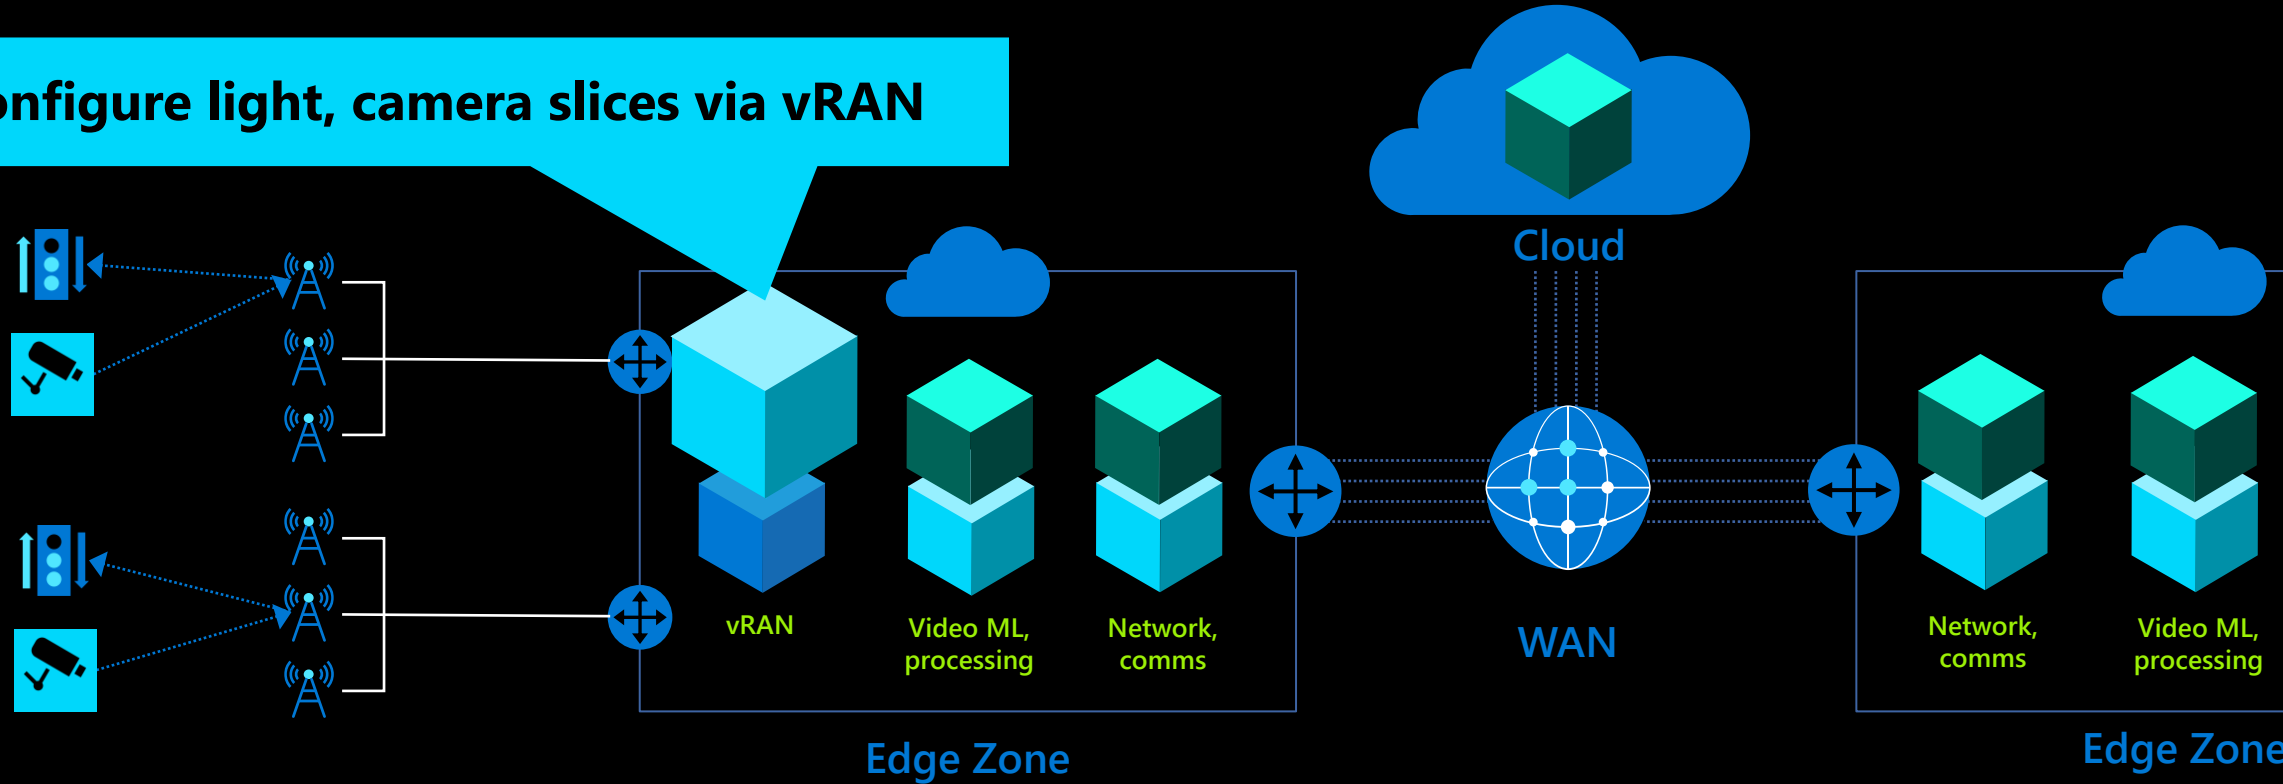 onfigure light, camera slices via vRAN
Cloud
vRAN
Video ML,
processing
Network,
comms
WAN
Network,
comms
Video ML,
processing
Edge Zone
Edge Zone